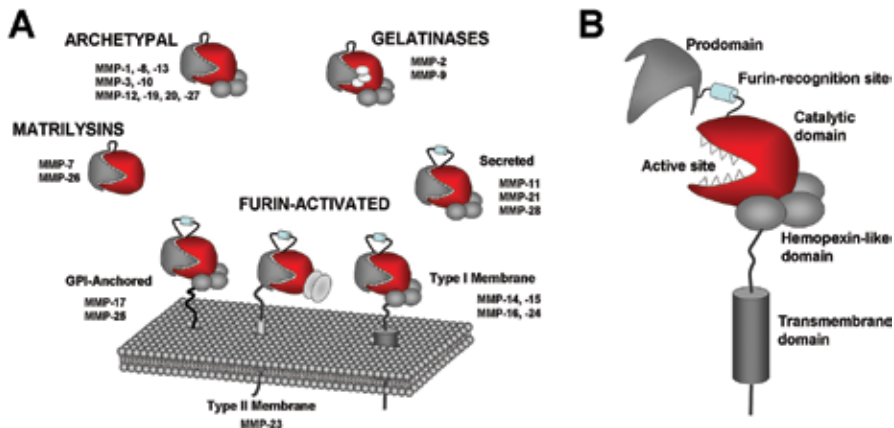 A
ARCHETYPAL
MMP-1, -8, -13
MMP-3, -10
MMP-12, -19, 20, -27
GELATINASES
MMP-2
MMP-9
MATRILYSINS
MMP-7
MMP-26
Secreted
MMP-11
MMP-21
MMP-28
FURIN-ACTIVATED
GPI-Anchored
MMP-17
MMP-25
Type I Membrane
MMP-14, -15
MMP-16, -24
Type II Membrane
MMP-23
B
Prodomain
Furin-recognition site
Catalytic
domain
Active site
Hemopexin-like
domain
Transmembrane
domain